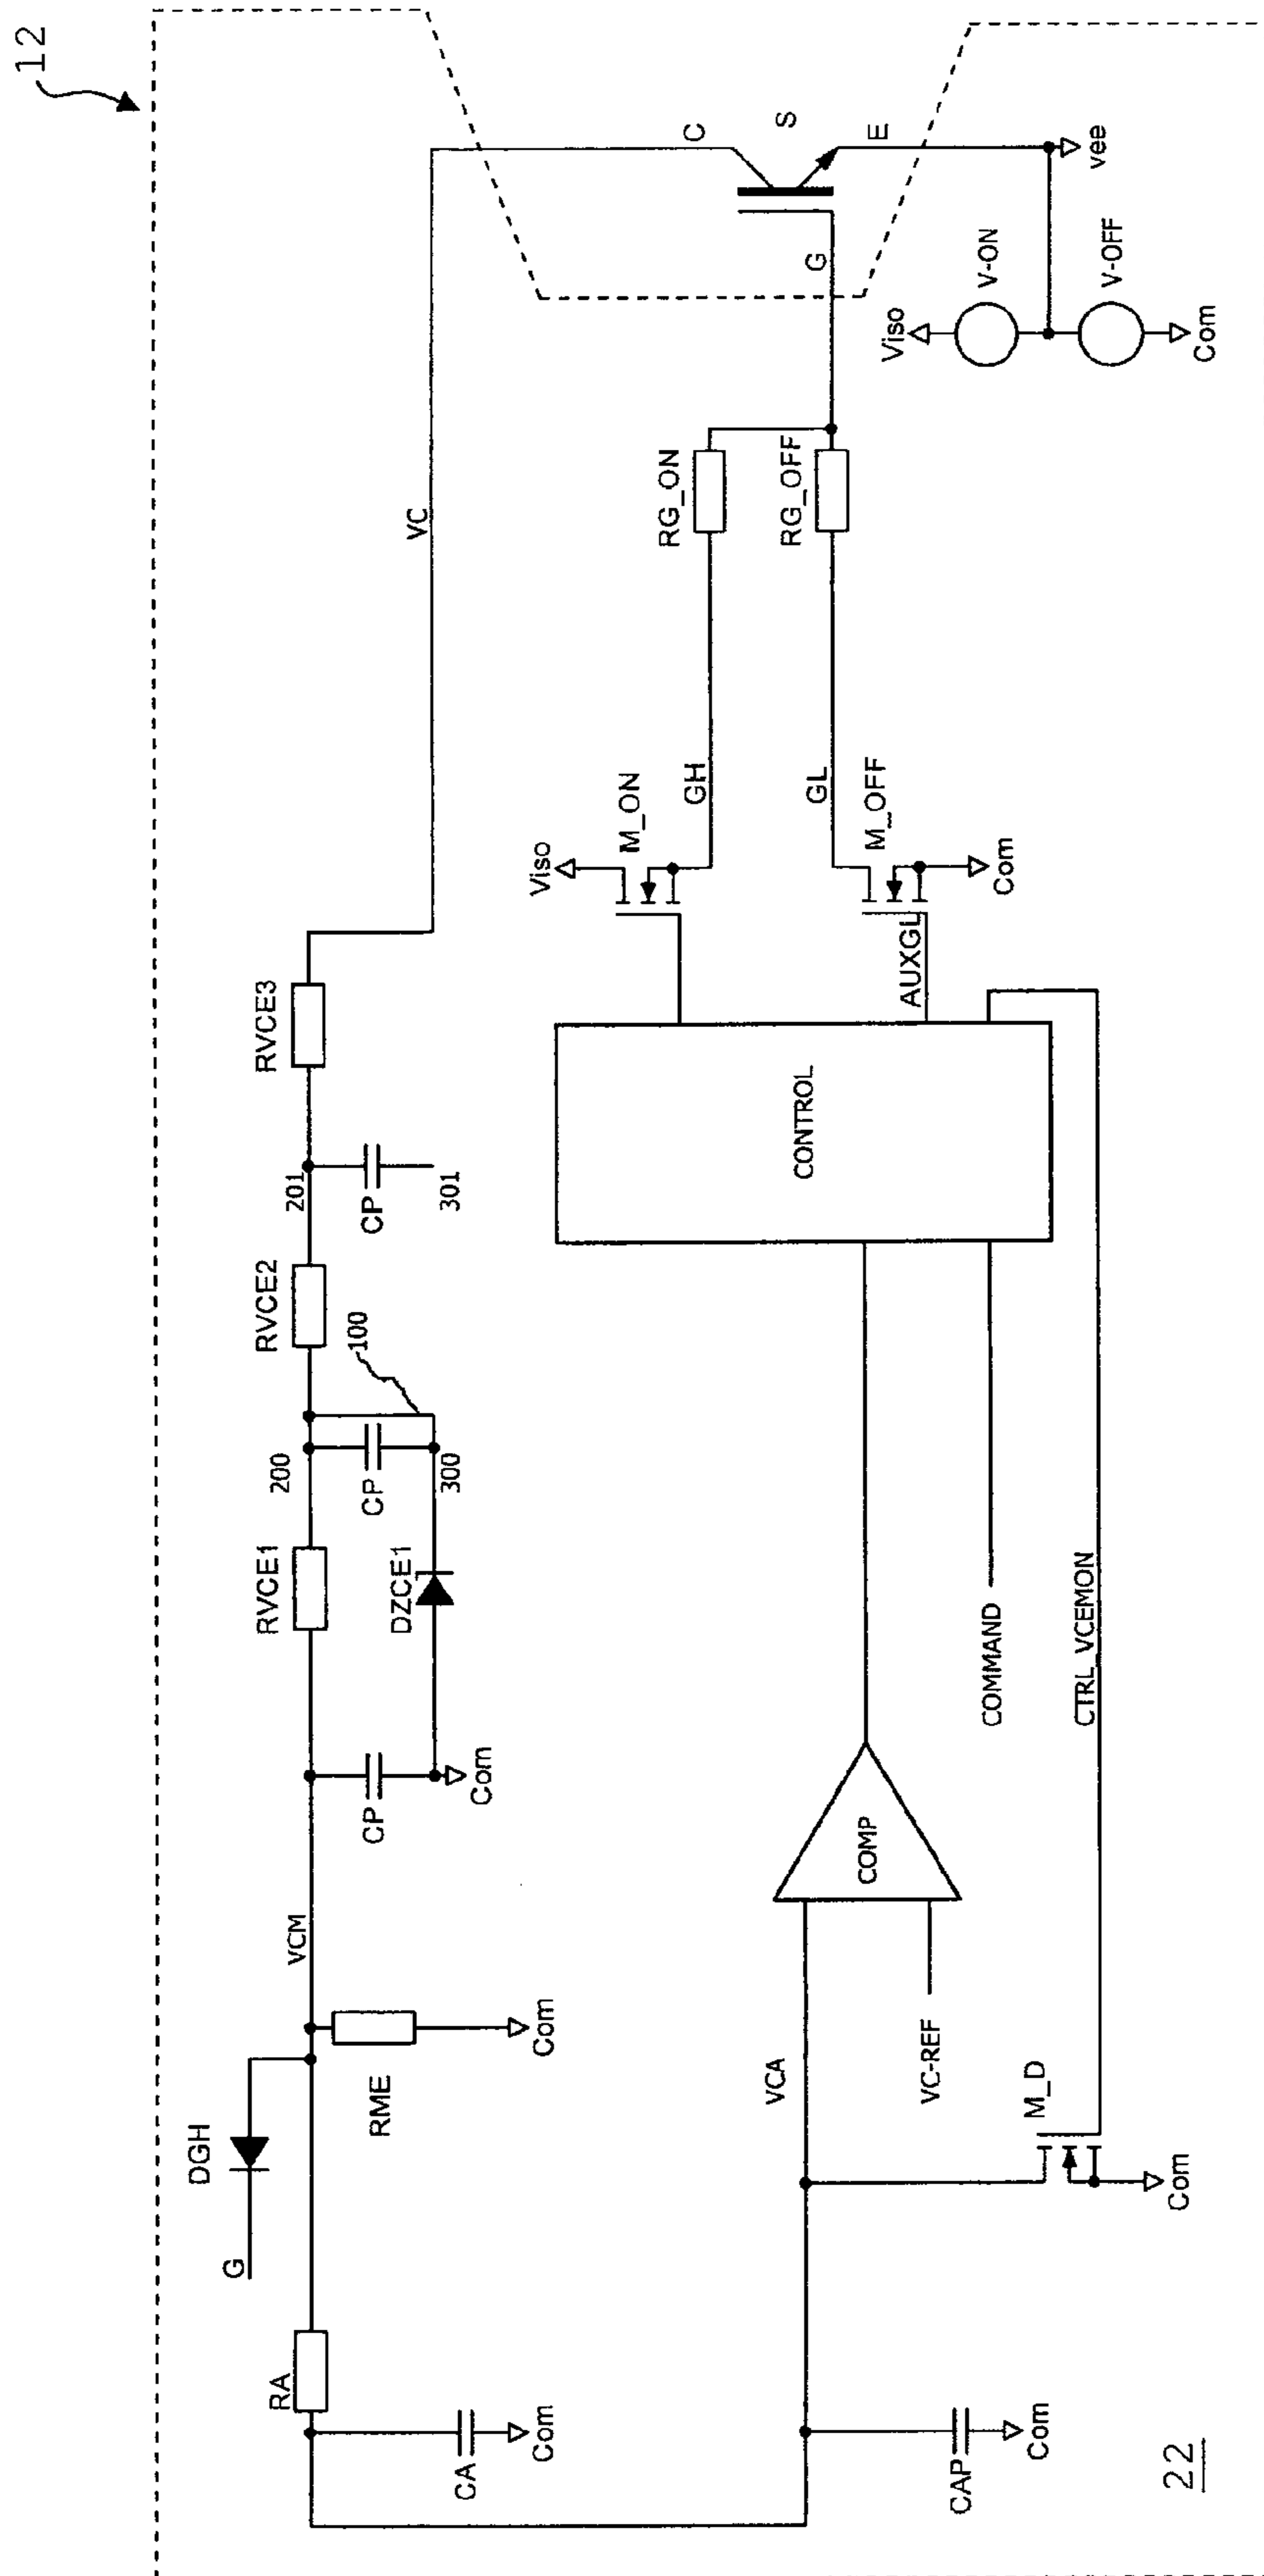 12
C
S
E
G
vee
V-ON
V-OFF
Viso
Com
VC
RG_ON
RG_OFF
GH
GL
M_ON
M_OFF
Viso
Com
AUXGL
RVCE3
201
CP
301
CONTROL
RVCE2
100
200
CP
300
RVCE1
DZCE1
COMMAND
CTRL_VCEMON
CP
Com
COMP
VCM
VC-REF
VCA
Com
RME
DGH
G
M_D
Com
RA
CA
Com
CAP
Com
22